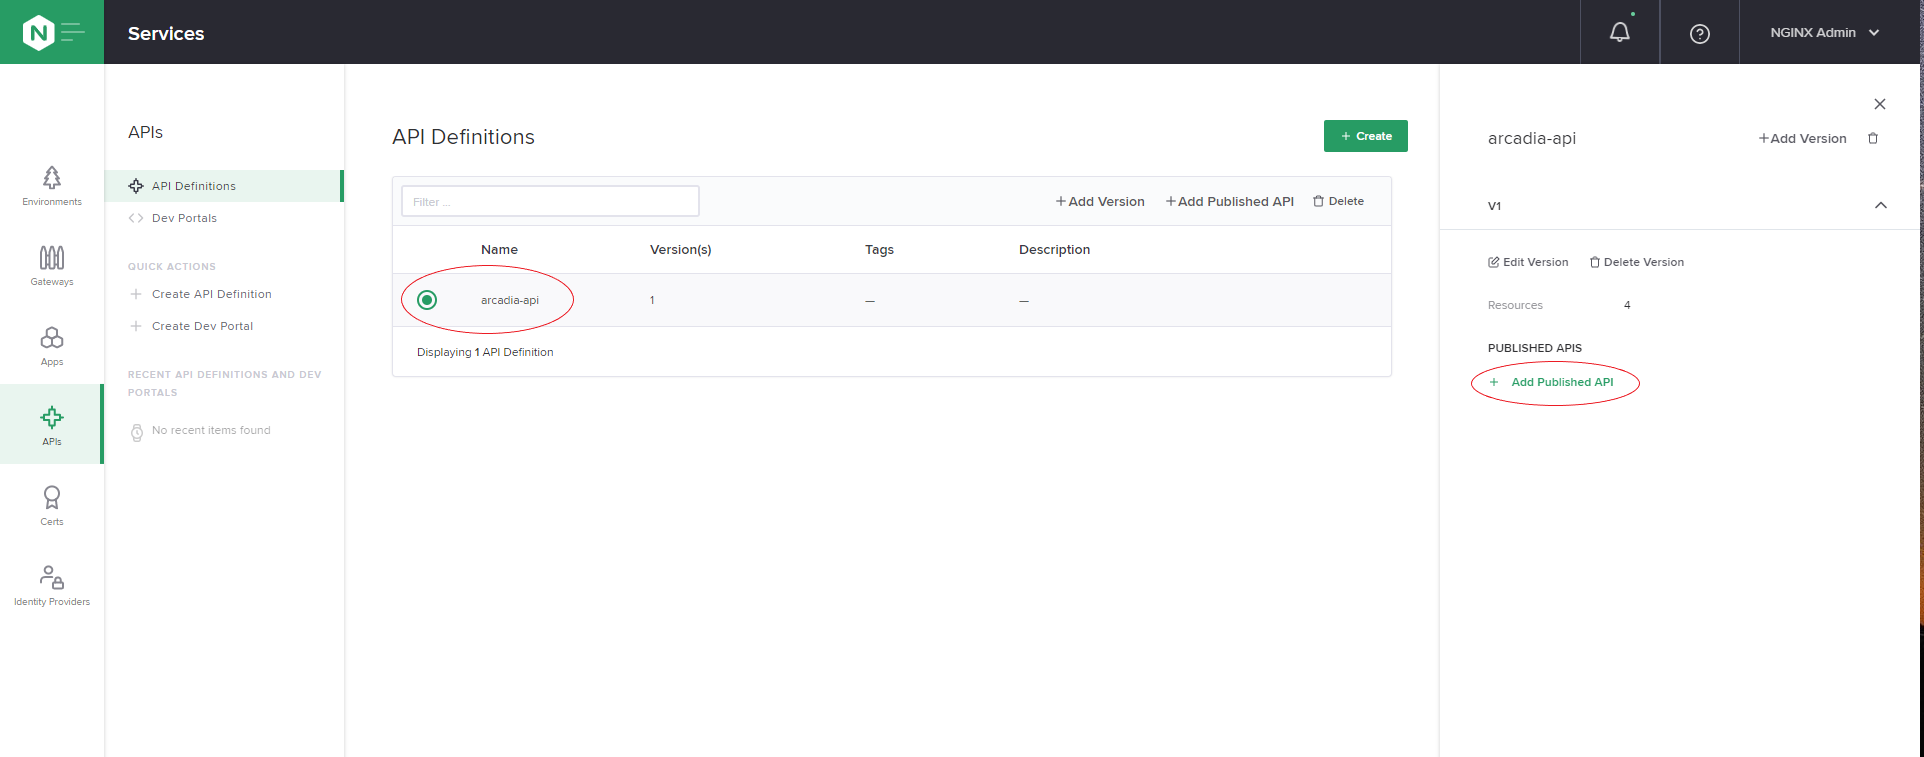 N
Services
NGINX Admin
Environments
Gateways
Apps
APIs
Certs
Identity Providers
APIs
API Definitions
Dev Portals
QUICK ACTIONS
+ Create API Definition
+ Create Dev Portal
RECENT API DEFINITIONS AND DEV
PORTALS
No recent items found
API Definitions
+ Create
Filter ...
+ Add Version + Add Published API Delete
Name Version(s) Tags Description
arcadia-api 1 — —
Displaying 1 API Definition
arcadia-api + Add Version
V1
Edit Version Delete Version
Resources 4
PUBLISHED APIS
+ Add Published API